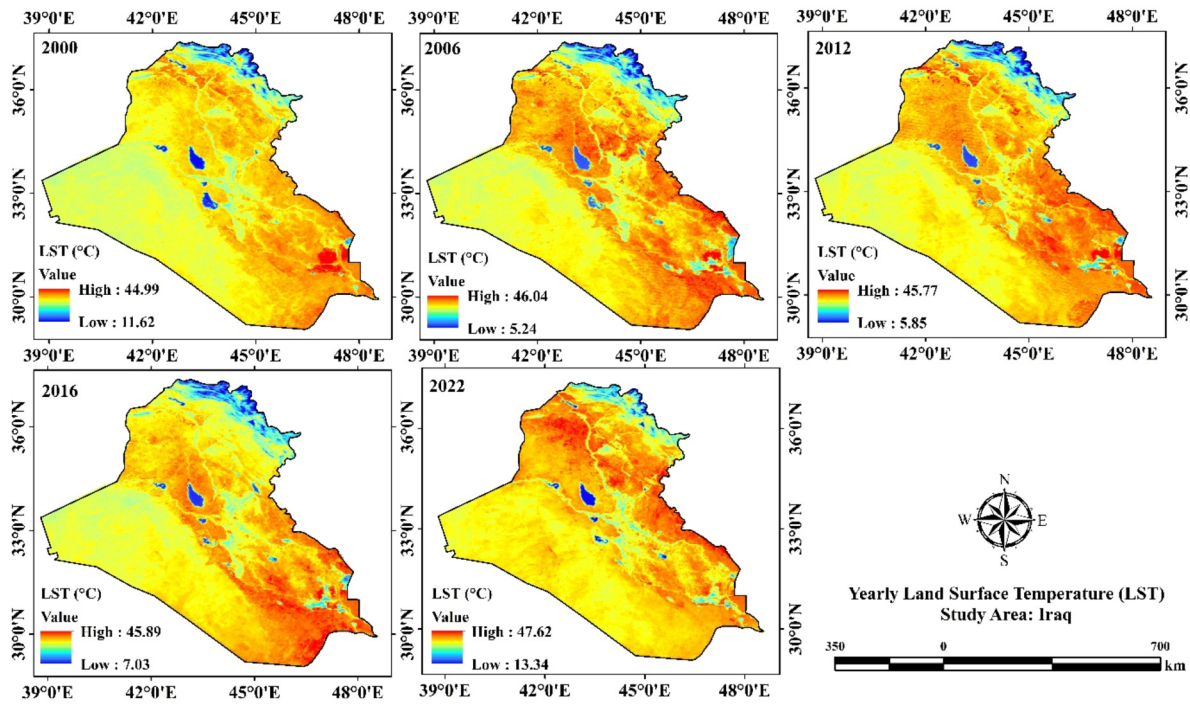 39°0'E 42°0'E 45°0'E 48°0'E
39°0'E 42°0'E 45°0'E 48°0'E
39°0'E 42°0'E 45°0'E 48°0'E
2000
36°0'N
33°0'N
30°0'N
LST (°C)
Value
High : 44.99
Low : 11.62
2006
LST (°C)
Value
High : 46.04
Low : 5.24
2012
36°0'N
33°0'N
30°0'N
LST (°C)
Value
High : 45.77
Low : 5.85
39°0'E 42°0'E 45°0'E 48°0'E
2016
36°0'N
33°0'N
30°0'N
LST (°C)
Value
High : 45.89
Low : 7.03
39°0'E 42°0'E 45°0'E 48°0'E
2022
36°0'N
33°0'N
30°0'N
LST (°C)
Value
High : 47.62
Low : 13.34
39°0'E 42°0'E 45°0'E 48°0'E
N
W E
S
Yearly Land Surface Temperature (LST)
Study Area: Iraq
350 0 700
km